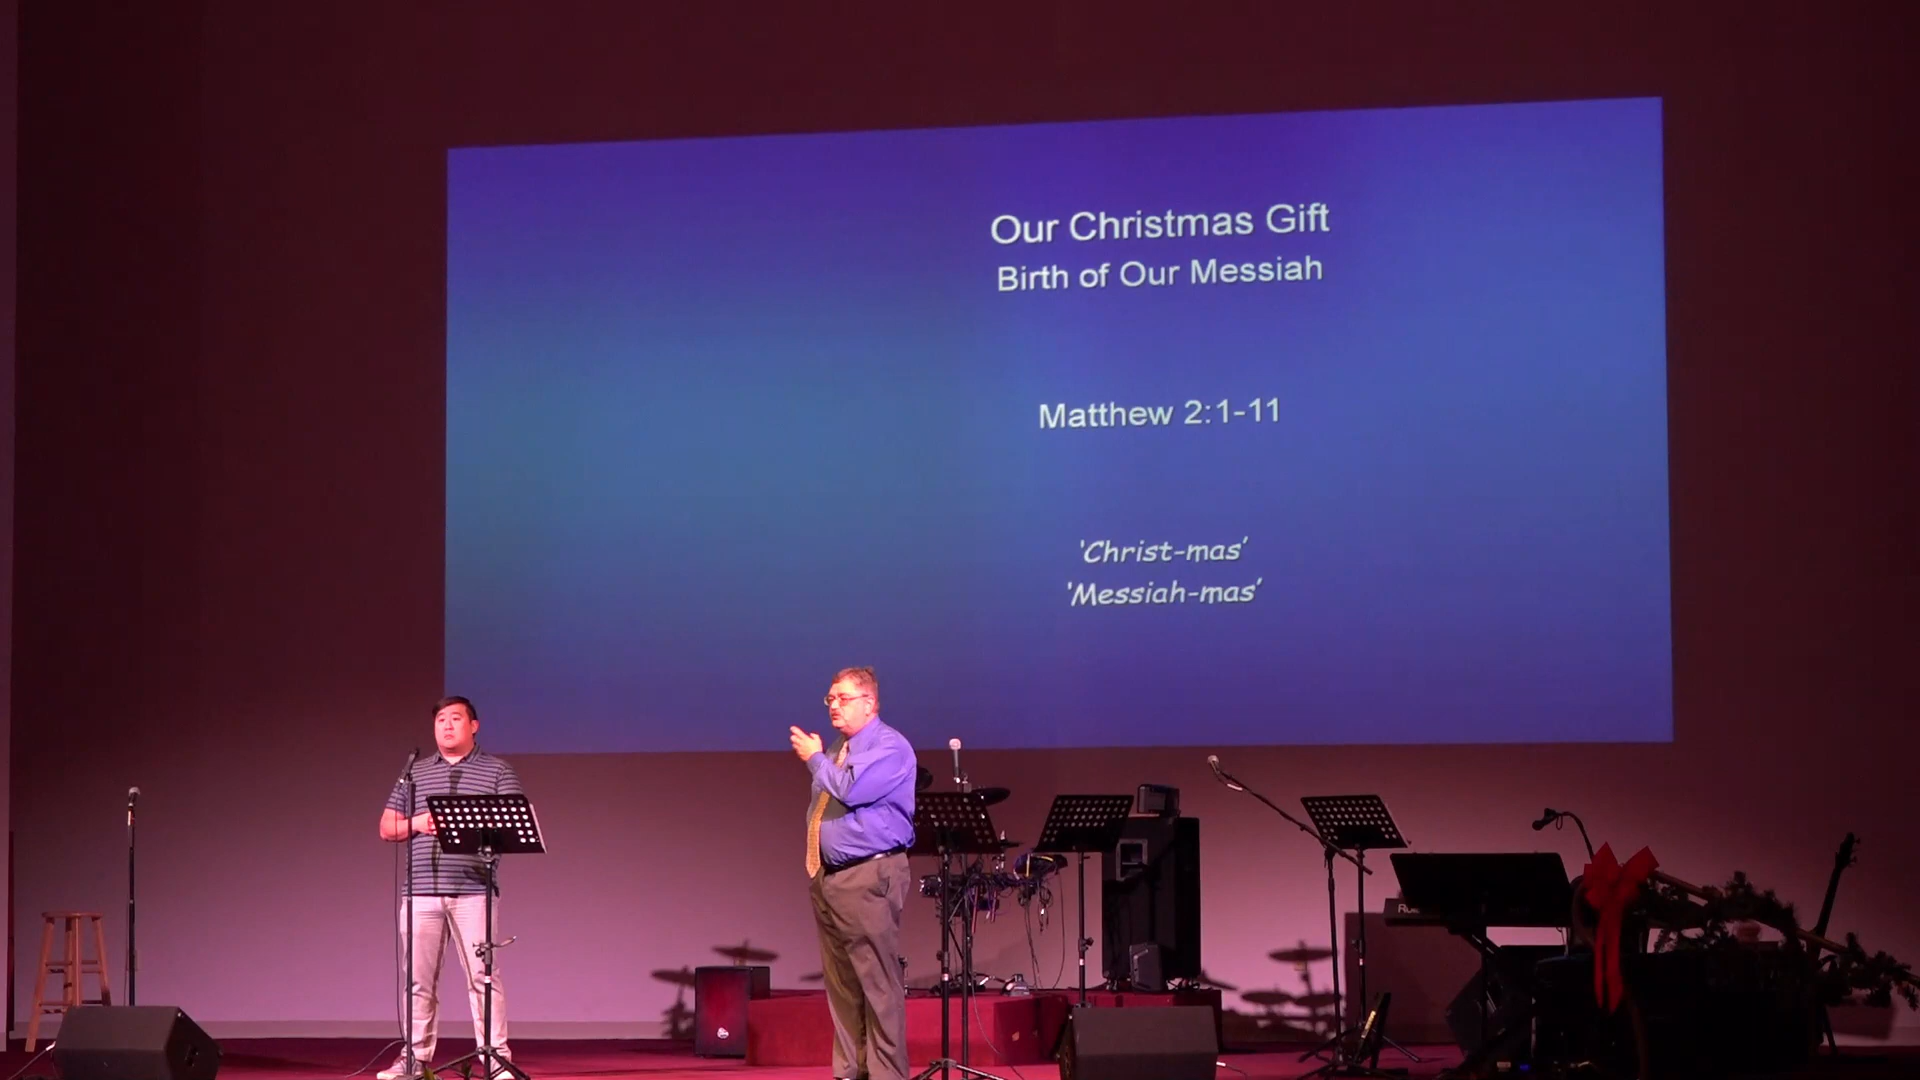 Our Christmas Gift
Birth of Our Messiah
Matthew 2:1-11
‘Christ-mas’
‘Messiah-mas’